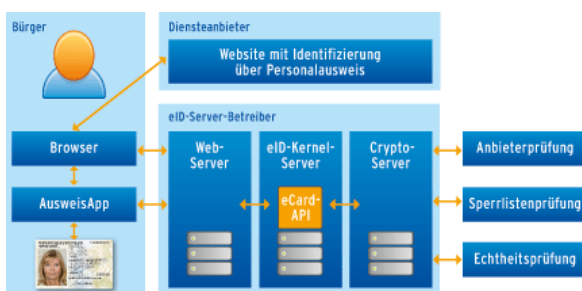 Bürger
Diensteanbieter
Website mit Identifizierung
über Personalausweis
eID-Server-Betreiber
Browser
Web-
Server
eID-Kernel-
Server
Crypto-
Server
Anbieterprüfung
AusweisApp
eCard-
API
Sperrlistenprüfung
Echtheitsprüfung